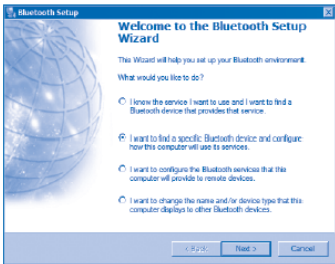 Bluetooth Setup
Welcome to the Bluetooth Setup
Wizard
This Wizard will help you set up your Bluetooth environment.
What would you like to do?
I know the service I want to use and I want to find a
Bluetooth device that provides that service.
I want to find a specific Bluetooth device and configure
how this computer will use its services.
I want to configure the Bluetooth services that this
computer will provide to remote devices.
I want to change the name and/or device type that this
computer displays to other Bluetooth devices.
< Back
Next >
Cancel